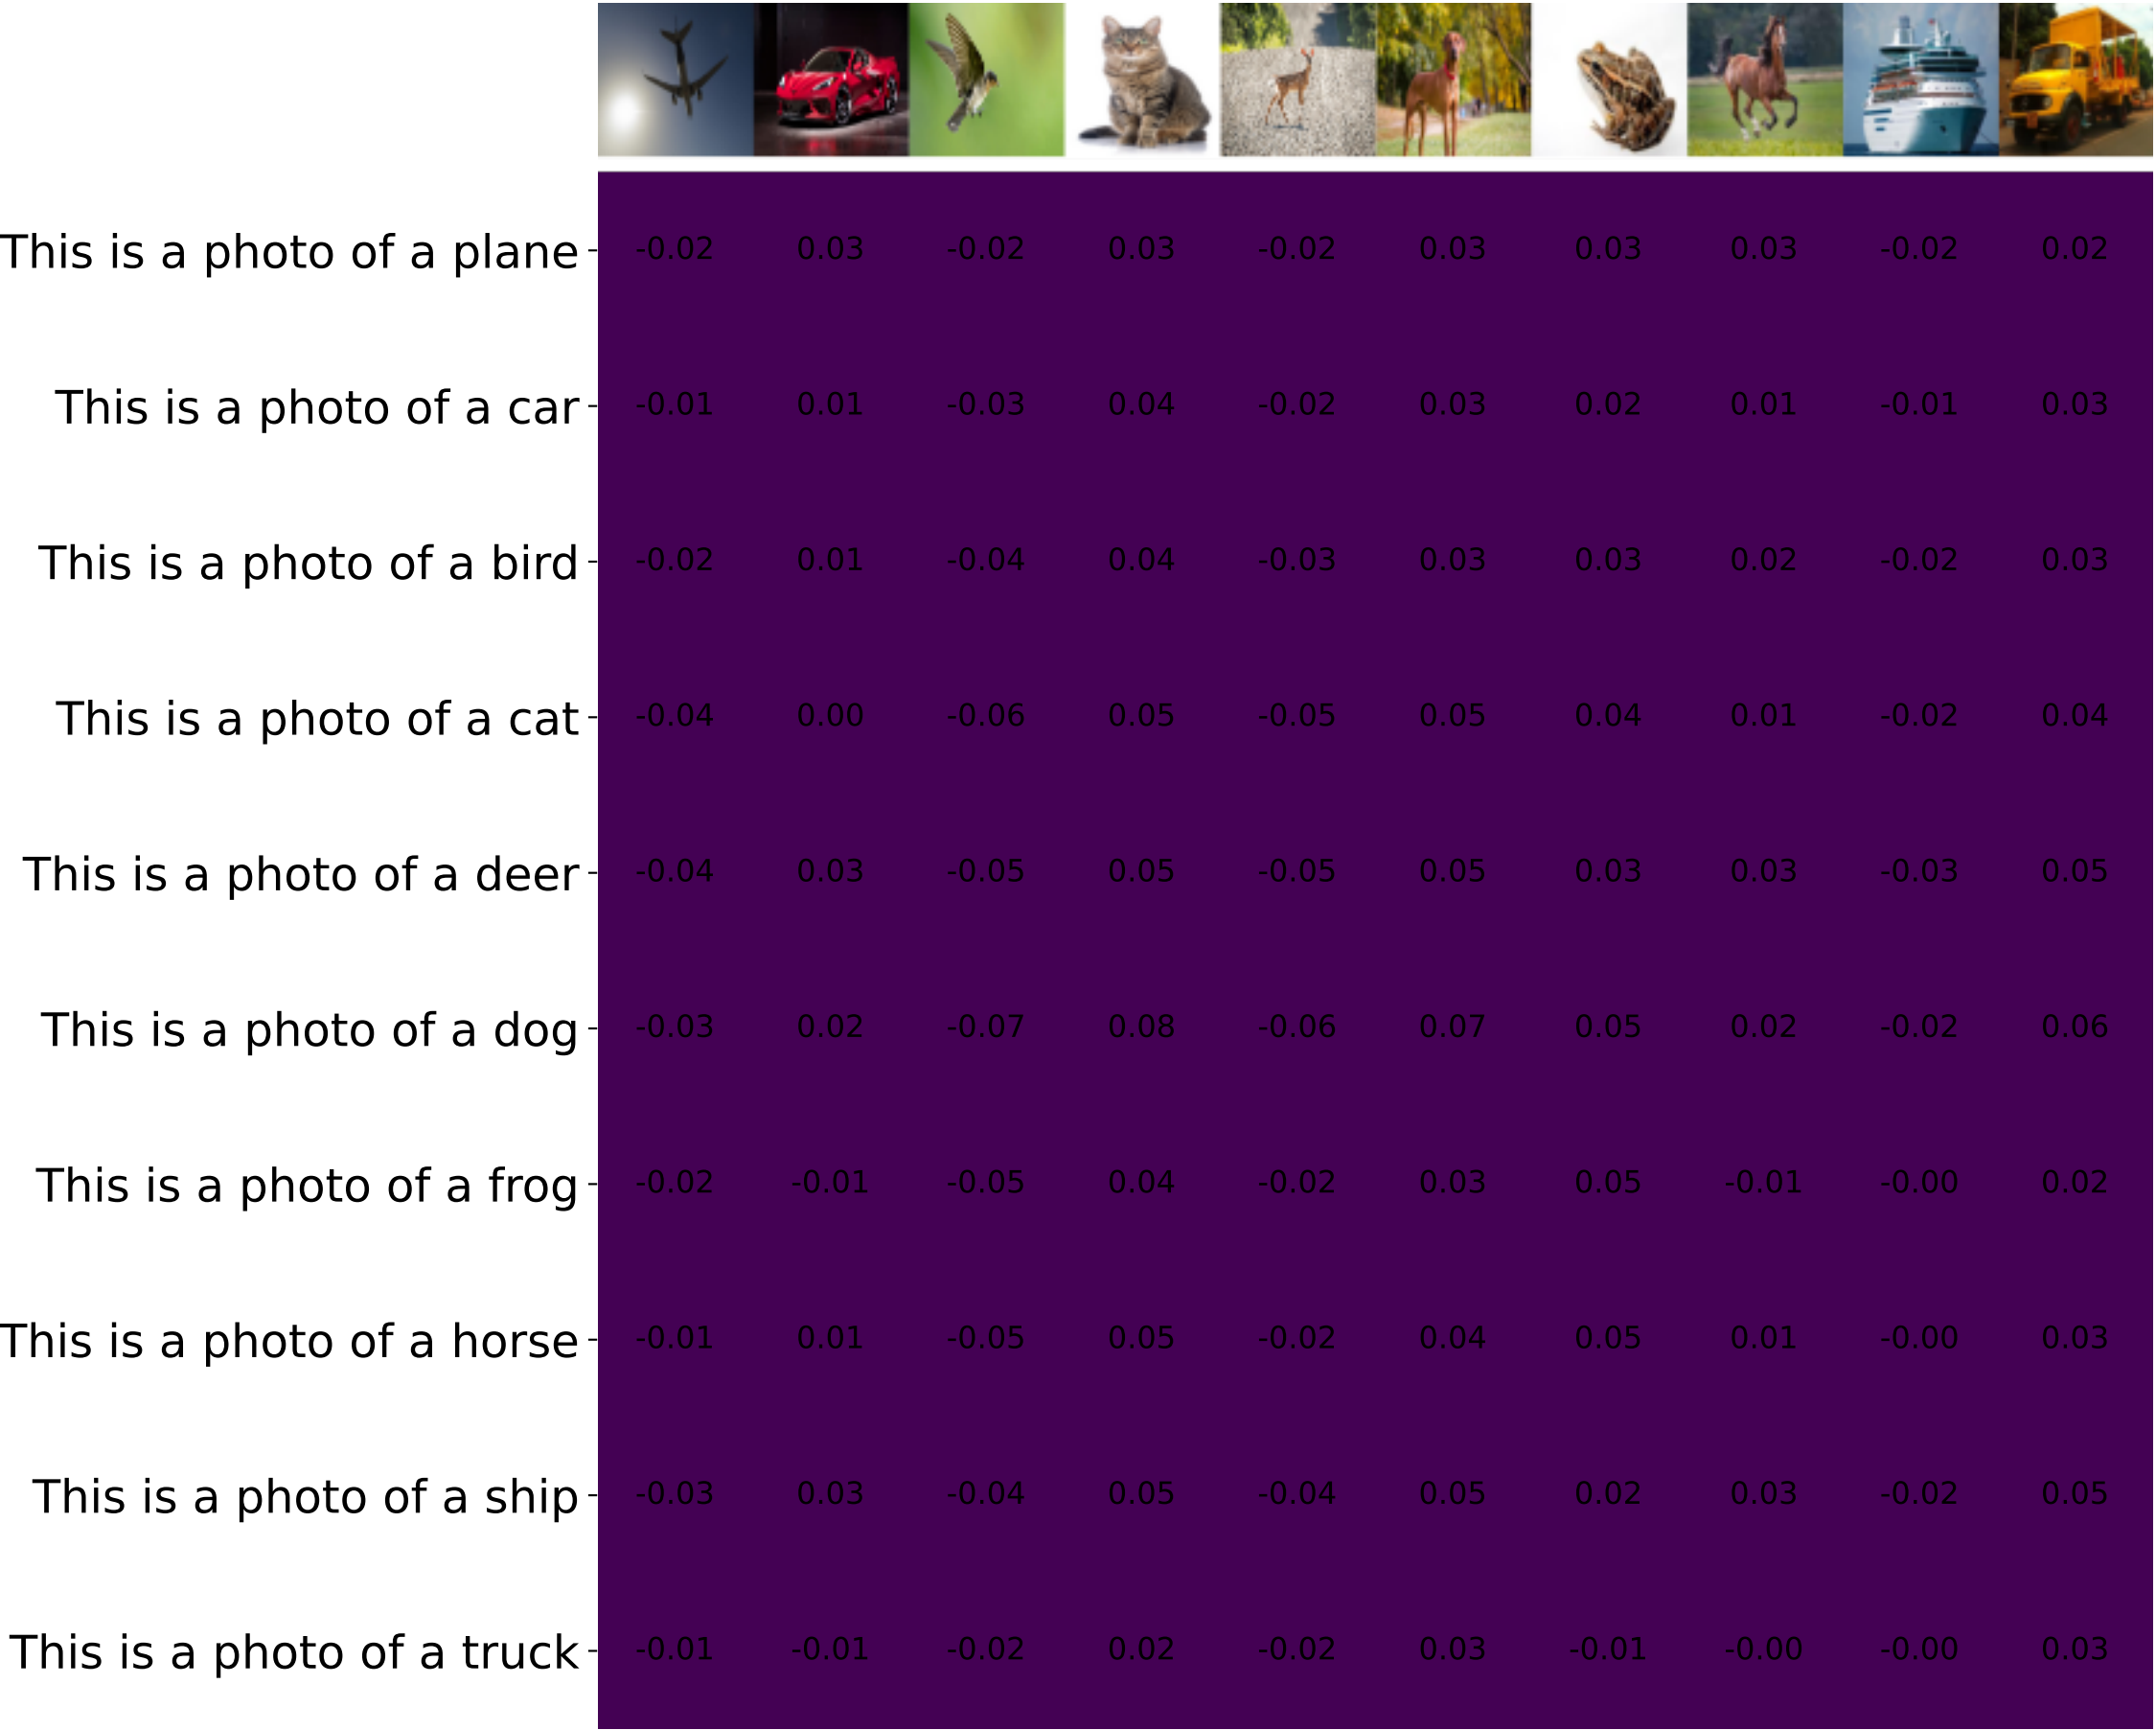 This is a photo of a plane -0.02 0.03 -0.02 0.03 -0.02 0.03 0.03 0.03 -0.02 0.02
This is a photo of a car -0.01 0.01 -0.03 0.04 -0.02 0.03 0.02 0.01 -0.01 0.03
This is a photo of a bird -0.02 0.01 -0.04 0.04 -0.03 0.03 0.03 0.02 -0.02 0.03
This is a photo of a cat -0.04 0.00 -0.06 0.05 -0.05 0.05 0.04 0.01 -0.02 0.04
This is a photo of a deer -0.04 0.03 -0.05 0.05 -0.05 0.05 0.03 0.03 -0.03 0.05
This is a photo of a dog -0.03 0.02 -0.07 0.08 -0.06 0.07 0.05 0.02 -0.02 0.06
This is a photo of a frog -0.02 -0.01 -0.05 0.04 -0.02 0.03 0.05 -0.01 -0.00 0.02
This is a photo of a horse -0.01 0.01 -0.05 0.05 -0.02 0.04 0.05 0.01 -0.00 0.03
This is a photo of a ship -0.03 0.03 -0.04 0.05 -0.04 0.05 0.02 0.03 -0.02 0.05
This is a photo of a truck -0.01 -0.01 -0.02 0.02 -0.02 0.03 -0.01 -0.00 -0.00 0.03